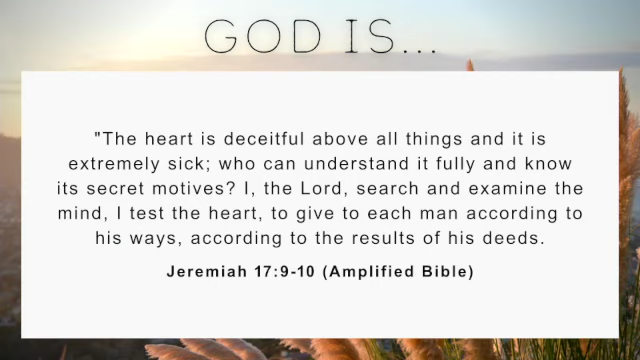 GOD IS...
"The heart is deceitful above all things and it is
extremely sick; who can understand it fully and know
its secret motives? I, the Lord, search and examine the
mind, I test the heart, to give to each man according to
his ways, according to the results of his deeds.
Jeremiah 17:9-10 (Amplified Bible)